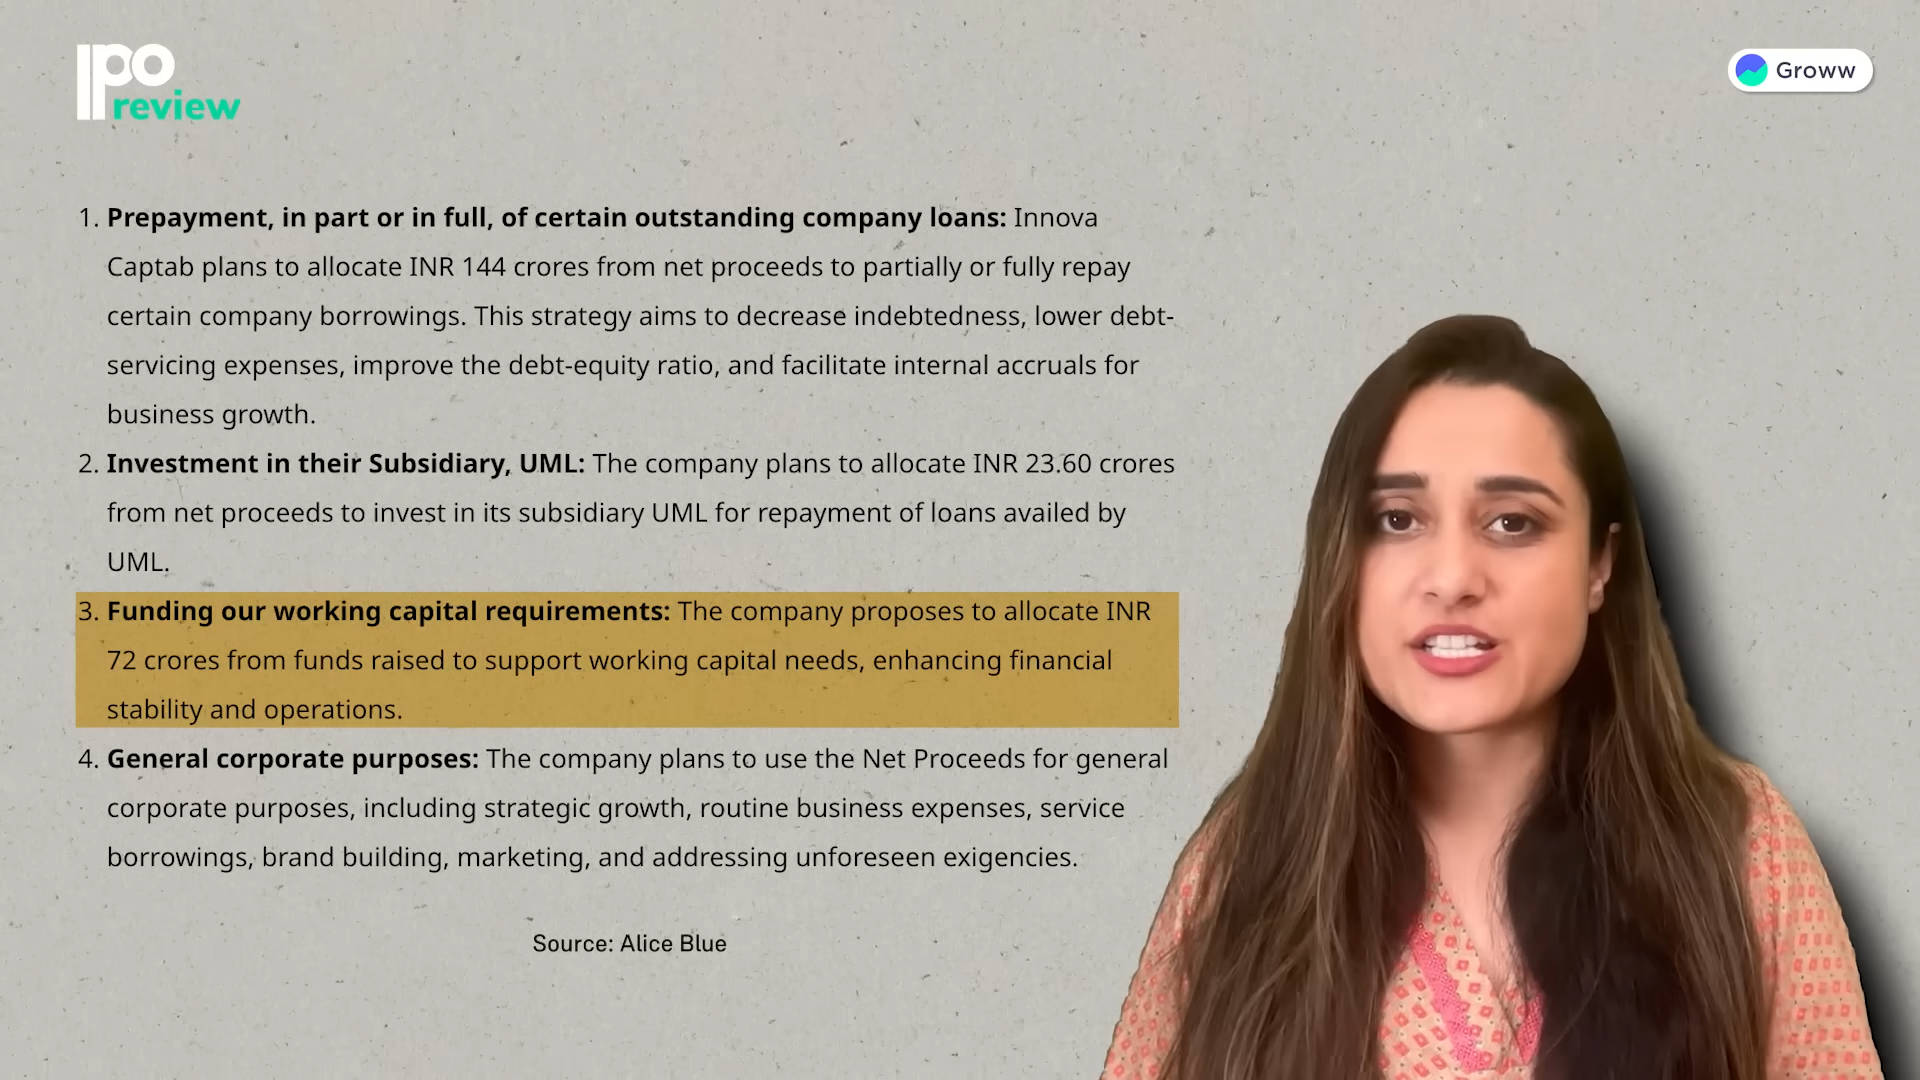 IPO
review
Groww
1. Prepayment, in part or in full, of certain outstanding company loans: Innova
Captab plans to allocate INR 144 crores from net proceeds to partially or fully repay
certain company borrowings. This strategy aims to decrease indebtedness, lower debt-
servicing expenses, improve the debt-equity ratio, and facilitate internal accruals for
business growth.
2. Investment in their Subsidiary, UML: The company plans to allocate INR 23.60 crores
from net proceeds to invest in its subsidiary UML for repayment of loans availed by
UML.
3. Funding our working capital requirements: The company proposes to allocate INR
72 crores from funds raised to support working capital needs, enhancing financial
stability and operations.
4. General corporate purposes: The company plans to use the Net Proceeds for general
corporate purposes, including strategic growth, routine business expenses, service
borrowings, brand building, marketing, and addressing unforeseen exigencies.
Source: Alice Blue